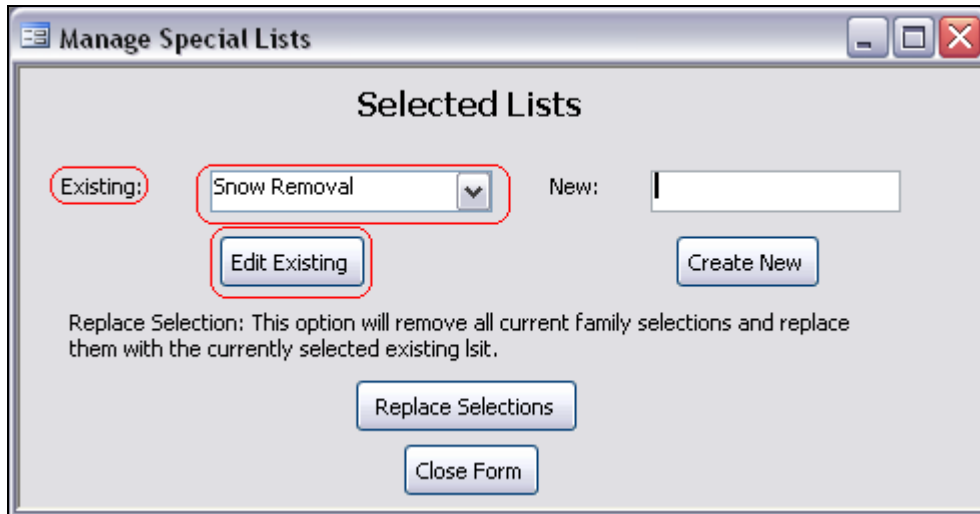 Manage Special Lists
Selected Lists
Existing: Snow Removal New:
Edit Existing Create New
Replace Selection: This option will remove all current family selections and replace
them with the currently selected existing lsit.
Replace Selections
Close Form